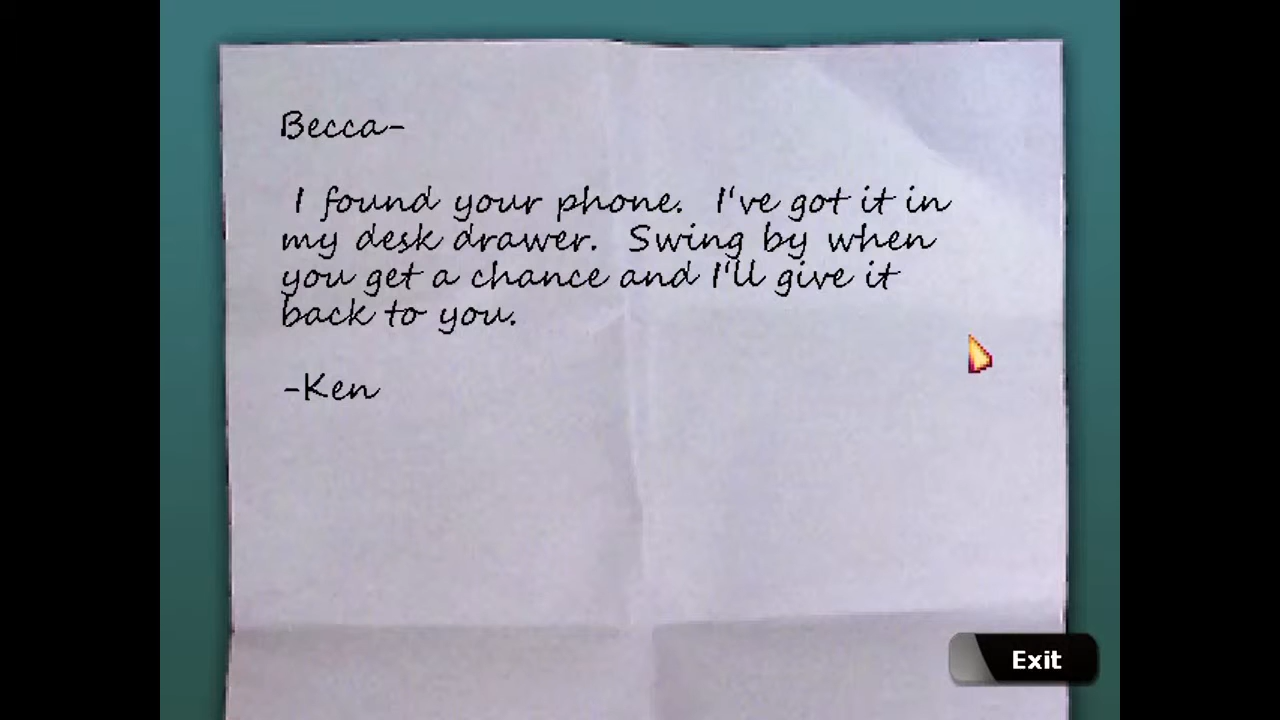 Becca-
I found your phone. I've got it in
my desk drawer. Swing by when
you get a chance and I'll give it
back to you.
-Ken
Exit